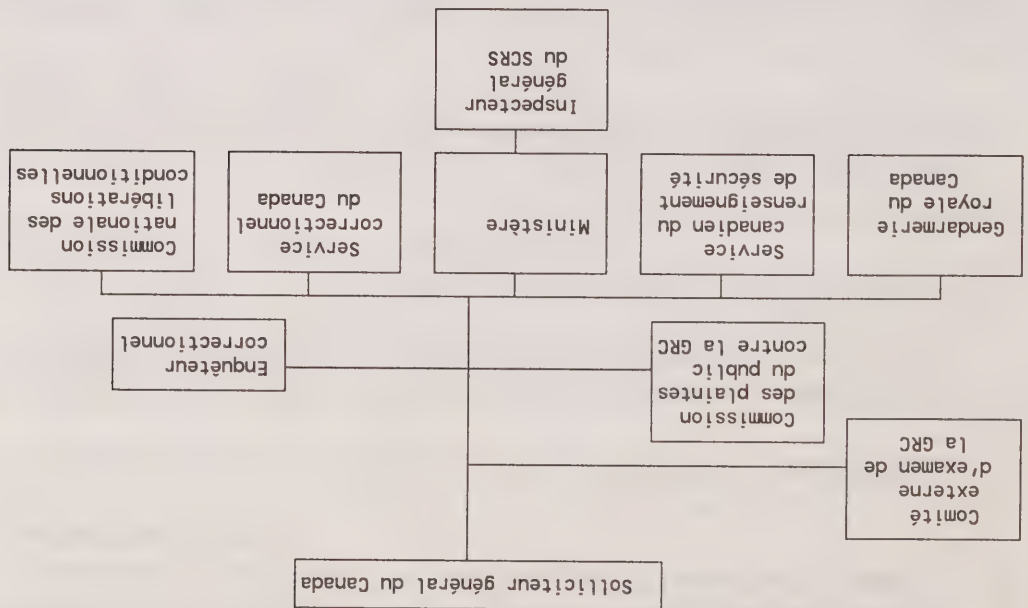 Solliciteur général du Canada
Comité
externe
d'examen de
la GRC
Commission
des plaintes
du public
contre la GRC
Enquêteur
correctionnel
Gendarmerie
royale du
Canada
Service
canadien du
renseignement
de sécurité
Ministère
Service
correctionnel
du Canada
Commission
nationale des
libérations
conditionnelles
Inspecteur
général
du SCRS